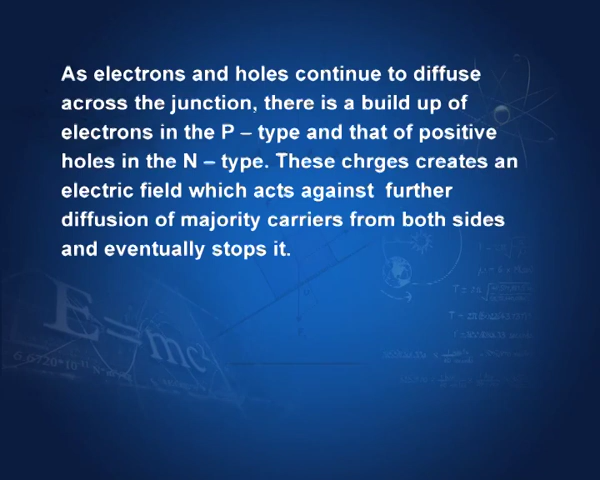 As electrons and holes continue to diffuse
across the junction, there is a build up of
electrons in the P – type and that of positive
holes in the N – type. These chrges creates an
electric field which acts against  further
diffusion of majority carriers from both sides
and eventually stops it.
E=mc²